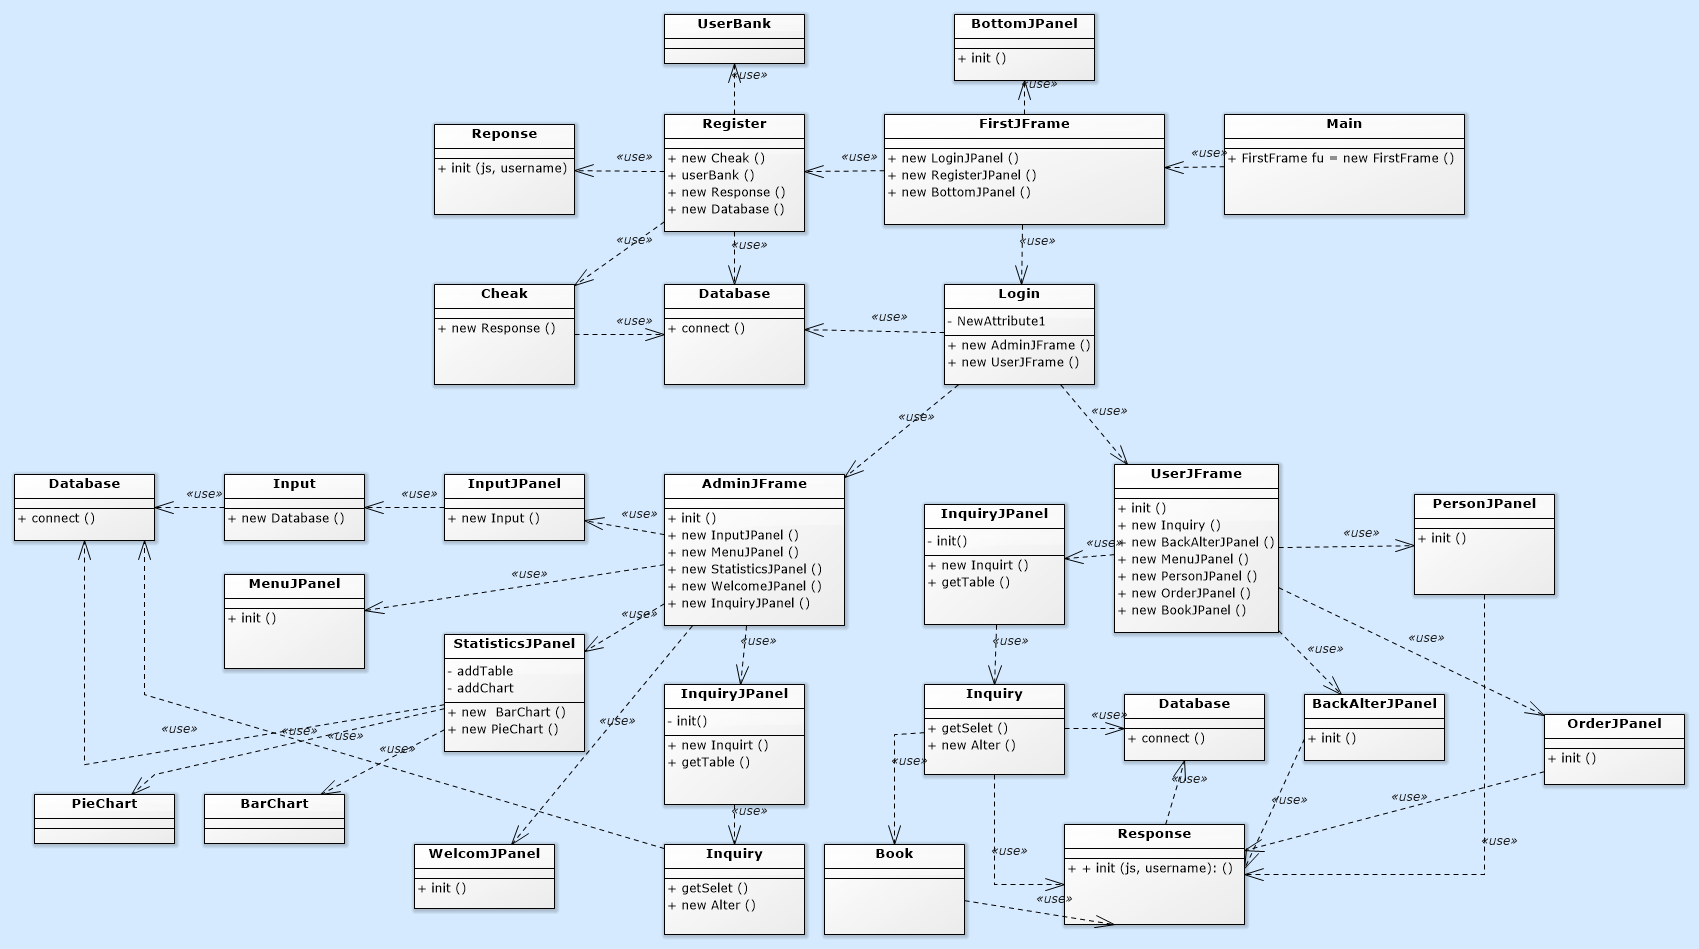 UserBank
«use»
BottomJPanel
+ init ()
«use»
Reponse
+ init (js, username)
«use»
Register
+ new Cheak ()
+ userBank ()
+ new Response ()
+ new Database ()
«use»
FirstJFrame
+ new LoginJPanel ()
+ new RegisterJPanel ()
+ new BottomJPanel ()
«use»
Main
+ FirstFrame fu = new FirstFrame ()
«use»
«use»
«use»
Cheak
+ new Response ()
«use»
Database
+ connect ()
«use»
Login
- NewAttribute1
+ new AdminJFrame ()
+ new UserJFrame ()
«use»
«use»
Database
+ connect ()
«use»
Input
+ new Database ()
«use»
InputJPanel
+ new Input ()
«use»
AdminJFrame
+ init ()
+ new InputJPanel ()
+ new MenuJPanel ()
+ new StatisticsJPanel ()
+ new WelcomeJPanel ()
+ new InquiryJPanel ()
InquiryJPanel
- init()
+ new Inquirt ()
+ getTable ()
«use»
UserJFrame
+ init ()
+ new Inquiry ()
+ new BackAlterJPanel ()
+ new MenuJPanel ()
+ new PersonJPanel ()
+ new OrderJPanel ()
+ new BookJPanel ()
«use»
PersonJPanel
+ init ()
MenuJPanel
+ init ()
«use»
«use»
«use»
«use»
«use»
«use»
StatisticsJPanel
- addTable
- addChart
+ new  BarChart ()
+ new PieChart ()
InquiryJPanel
- init()
+ new Inquirt ()
+ getTable ()
Inquiry
+ getSelet ()
+ new Alter ()
«use»
Database
+ connect ()
BackAlterJPanel
+ init ()
OrderJPanel
+ init ()
«use»
«use»
«use»
«use»
«use»
«use»
«use»
«use»
«use»
PieChart
BarChart
«use»
«use»
«use»
WelcomJPanel
+ init ()
Inquiry
+ getSelet ()
+ new Alter ()
Book
«use»
Response
+ + init (js, username): ()